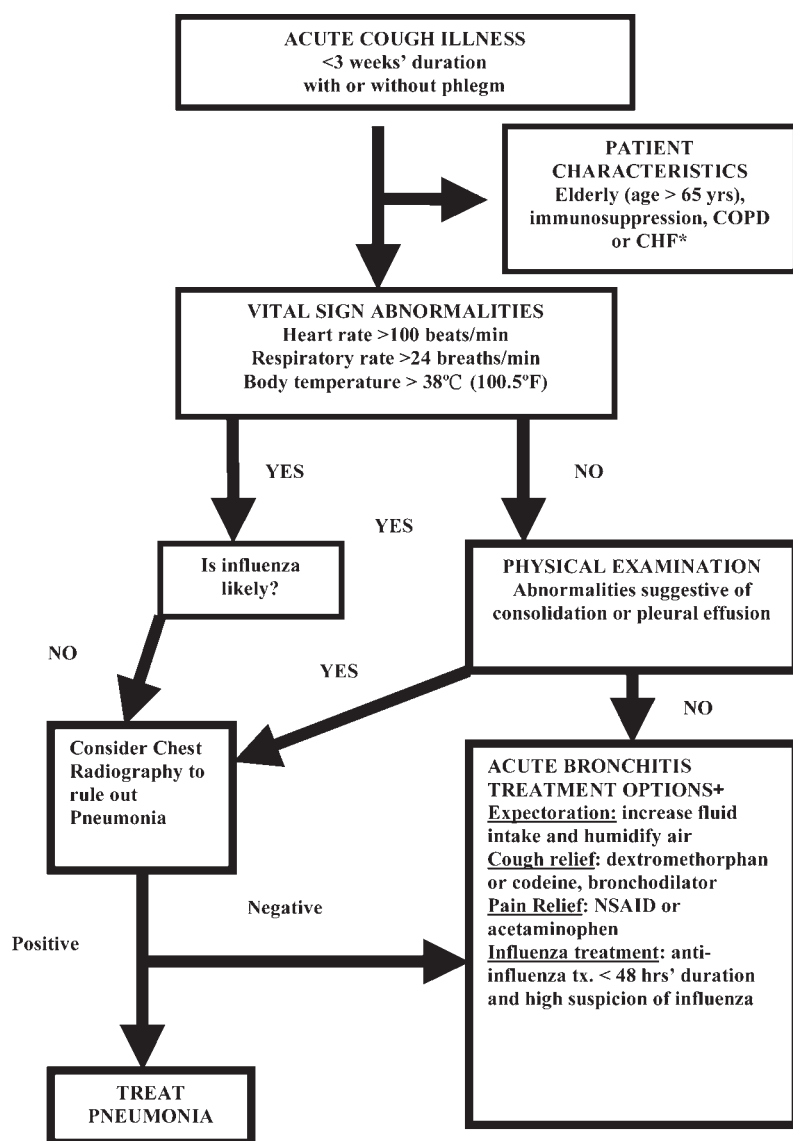 ACUTE COUGH ILLNESS
<3 weeks' duration
with or without phlegm
PATIENT
CHARACTERISTICS
Elderly (age > 65 yrs),
immunosuppression, COPD
or CHF*
VITAL SIGN ABNORMALITIES
Heart rate >100 beats/min
Respiratory rate >24 breaths/min
Body temperature > 38℃ (100.5ºF)
YES
NO
YES
Is influenza
likely?
PHYSICAL EXAMINATION
Abnormalities suggestive of
consolidation or pleural effusion
NO
YES
NO
Consider Chest
Radiography to
rule out
Pneumonia
ACUTE BRONCHITIS
TREATMENT OPTIONS+
Expectoration: increase fluid
intake and humidify air
Cough relief: dextromethorphan
or codeine, bronchodilator
Pain Relief: NSAID or
acetaminophen
Influenza treatment: anti-
influenza tx. < 48 hrs' duration
and high suspicion of influenza
Negative
Positive
TREAT
PNEUMONIA